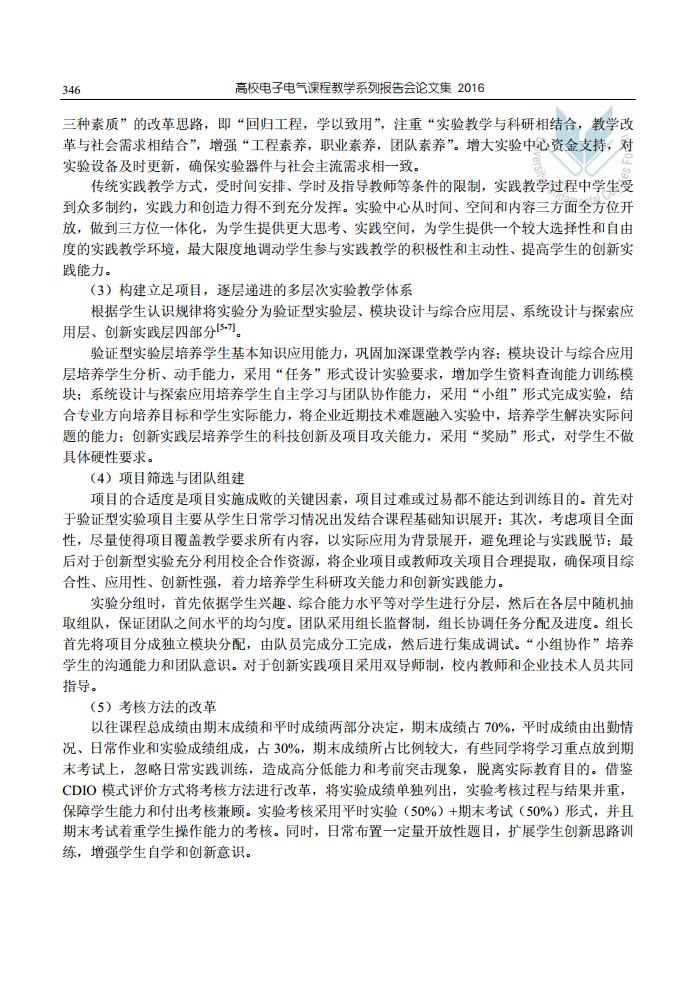 346 高校电子电气课程教学系列报告会论文集 2016
三种素质”的改革思路，即“回归工程，学以致用”，注重“实验教学与科研相结合，教学改
革与社会需求相结合”，增强“工程素养，职业素养，团队素养”。增大实验中心资金支持，对
实验设备及时更新，确保实验器件与社会主流需求相一致。
传统实践教学方式，受时间安排、学时及指导教师等条件的限制，实践教学过程中学生受
到众多制约，实践力和创造力得不到充分发挥。实验中心从时间、空间和内容三方面全方位开
放，做到三方位一体化，为学生提供更大思考、实践空间，为学生提供一个较大选择性和自由
度的实践教学环境，最大限度地调动学生参与实践教学的积极性和主动性、提高学生的创新实
践能力。
（3）构建立足项目，逐层递进的多层次实验教学体系
根据学生认识规律将实验分为验证型实验层、模块设计与综合应用层、系统设计与探索应
用层、创新实践层四部分[5-7]。
验证型实验层培养学生基本知识应用能力，巩固加深课堂教学内容；模块设计与综合应用
层培养学生分析、动手能力，采用“任务”形式设计实验要求，增加学生资料查询能力训练模
块；系统设计与探索应用培养学生自主学习与团队协作能力，采用“小组”形式完成实验，结
合专业方向培养目标和学生实际能力，将企业近期技术难题融入实验中，培养学生解决实际问
题的能力；创新实践层培养学生的科技创新及项目攻关能力，采用“奖励”形式，对学生不做
具体硬性要求。
（4）项目筛选与团队组建
项目的合适度是项目实施成败的关键因素，项目过难或过易都不能达到训练目的。首先对
于验证型实验项目主要从学生日常学习情况出发结合课程基础知识展开；其次，考虑项目全面
性，尽量使得项目覆盖教学要求所有内容，以实际应用为背景展开，避免理论与实践脱节；最
后对于创新型实验充分利用校企合作资源，将企业项目或教师攻关项目合理提取，确保项目综
合性、应用性、创新性强，着力培养学生科研攻关能力和创新实践能力。
实验分组时，首先依据学生兴趣、综合能力水平等对学生进行分层，然后在各层中随机抽
取组队，保证团队之间水平的均匀度。团队采用组长监督制，组长协调任务分配及进度。组长
首先将项目分成独立模块分配，由队员完成分工完成，然后进行集成调试。“小组协作”培养
学生的沟通能力和团队意识。对于创新实践项目采用双导师制，校内教师和企业技术人员共同
指导。
（5）考核方法的改革
以往课程总成绩由期末成绩和平时成绩两部分决定，期末成绩占 70%，平时成绩由出勤情
况、日常作业和实验成绩组成，占 30%，期末成绩所占比例较大，有些同学将学习重点放到期
末考试上，忽略日常实践训练，造成高分低能力和考前突击现象，脱离实际教育目的。借鉴
CDIO 模式评价方式将考核方法进行改革，将实验成绩单独列出，实验考核过程与结果并重，
保障学生能力和付出考核兼顾。实验考核采用平时实验（50%）+期末考试（50%）形式，并且
期末考试着重学生操作能力的考核。同时，日常布置一定量开放性题目，扩展学生创新思路训
练，增强学生自学和创新意识。